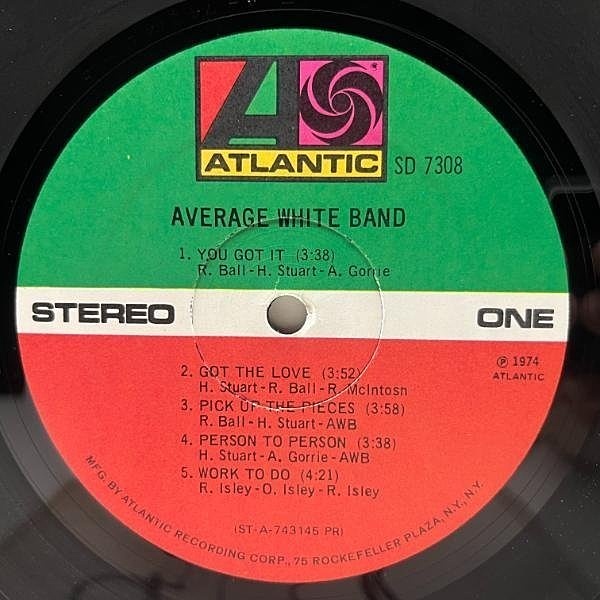 ATLANTIC
SD 7308
AVERAGE WHITE BAND
1. YOU GOT IT (3:38)
R. Ball-H. Stuart-A. Gorrie
STEREO
ONE
2. GOT THE LOVE (3:52)
H. Stuart-R. Ball-R. McIntosh
℗ 1974
ATLANTIC
3. PICK UP THE PIECES (3:58)
R. Ball-H. Stuart-AWB
4. PERSON TO PERSON (3:38)
H. Stuart-A. Gorrie-AWB
5. WORK TO DO (4:21)
R. Isley-O. Isley-R. Isley
(ST-A-743145 PR)
MFG. BY ATLANTIC RECORDING CORP., 75 ROCKEFELLER PLAZA, N.Y., N.Y.